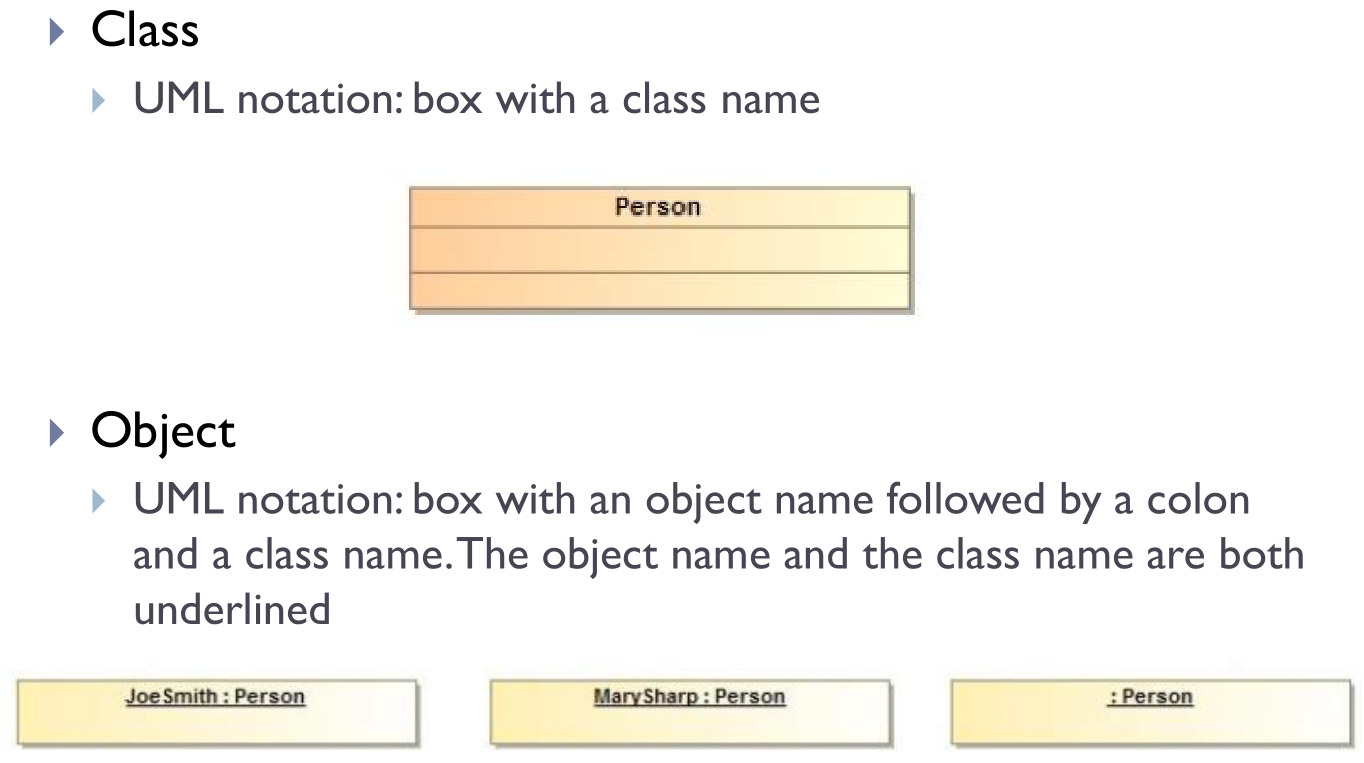 Class
UML notation: box with a class name
Person
Object
UML notation: box with an object name followed by a colon
and a class name. The object name and the class name are both
underlined
JoeSmith : Person
MarySharp : Person
: Person